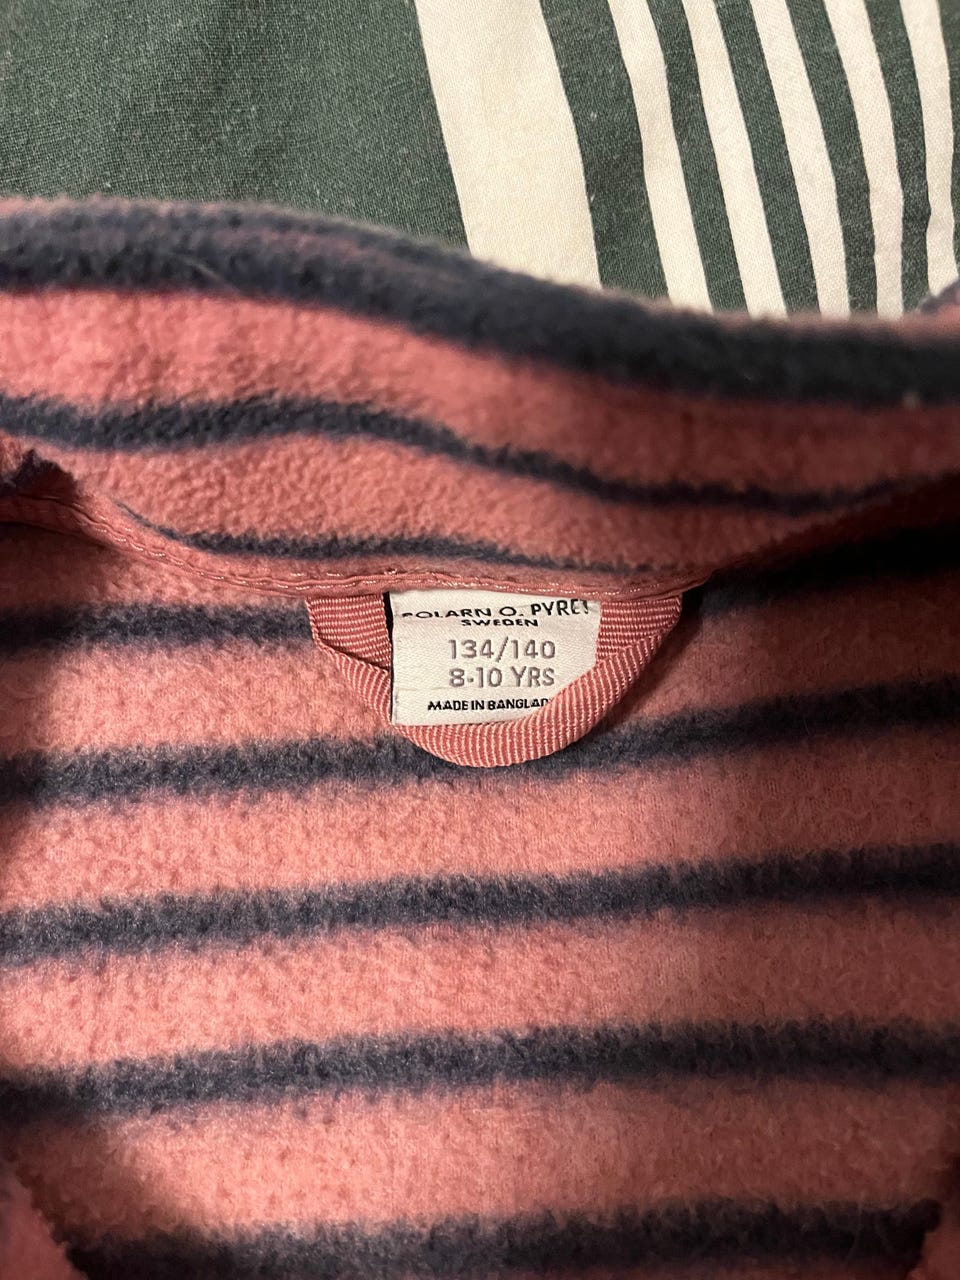 POLARN O. PYRET
SWEDEN
134/140
8-10 YRS
MADE IN BANGLAD